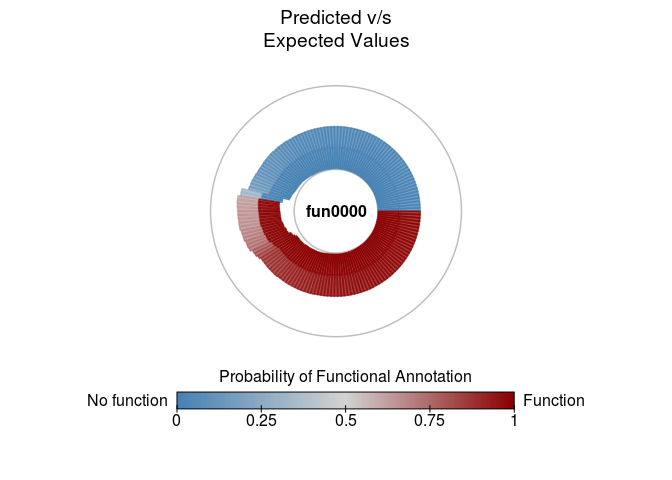 Predicted v/s
Expected Values
fun0000
Probability of Functional Annotation
No function
Function
0 0.25 0.5 0.75 1